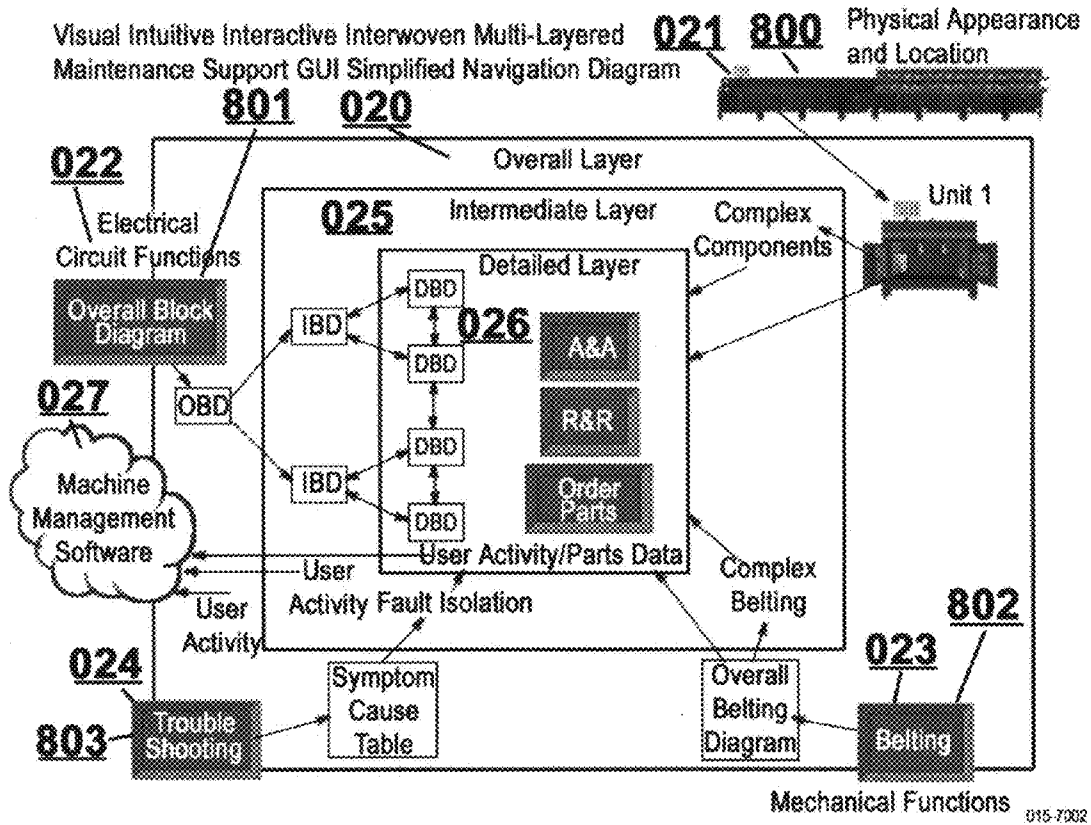 Visual Intuitive Interactive Interwoven Multi-Layered
Maintenance Support GUI Simplified Navigation Diagram
021
800
Physical Appearance
and Location
801
020
022
Overall Layer
Electrical
Circuit Functions
025
Intermediate Layer
Complex
Components
Unit 1
Detailed Layer
Overall Block
Diagram
OBD
IBD
IBD
DBD
DBD
DBD
DBD
026
A&A
R&R
Order
Parts
027
Machine
Management
Software
User Activity/Parts Data
User
Activity
Fault Isolation
User
Activity
Complex
Belting
024
803
Trouble
Shooting
Symptom
Cause
Table
Overall
Belting
Diagram
023
802
Belting
Mechanical Functions
015-7002